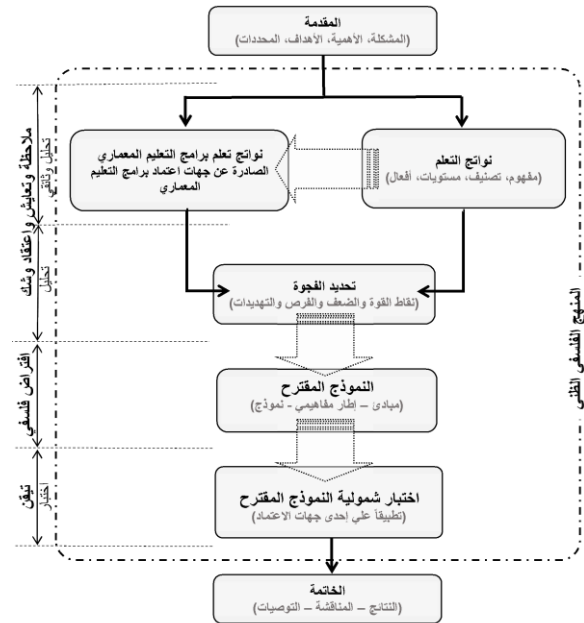 المقدمة
(المشكلة، الأهمية، الأهداف، المحددات)
نواتج التعلم
(مفهوم، تصنيف، مستويات، أفعال)
نواتج تعلم برامج التعليم المعماري
الصادرة عن جهات اعتماد برامج التعليم
المعماري
تحديد الفجوة
(نقاط القوة والضعف والفرص والتهديدات)
النموذج المقترح
(مبادئ – إطار مفاهيمي - نموذج)
اختبار شمولية النموذج المقترح
(تطبيقاً علي إحدى جهات الاعتماد)
الخاتمة
(النتائج – المناقشة – التوصيات)
المنهج الفلسفي الظني
ملاحظة وتعايش واعتقاد وشك
تحليل وثائقي
تحليل
افتراض فلسفي
تيقن
اختبار